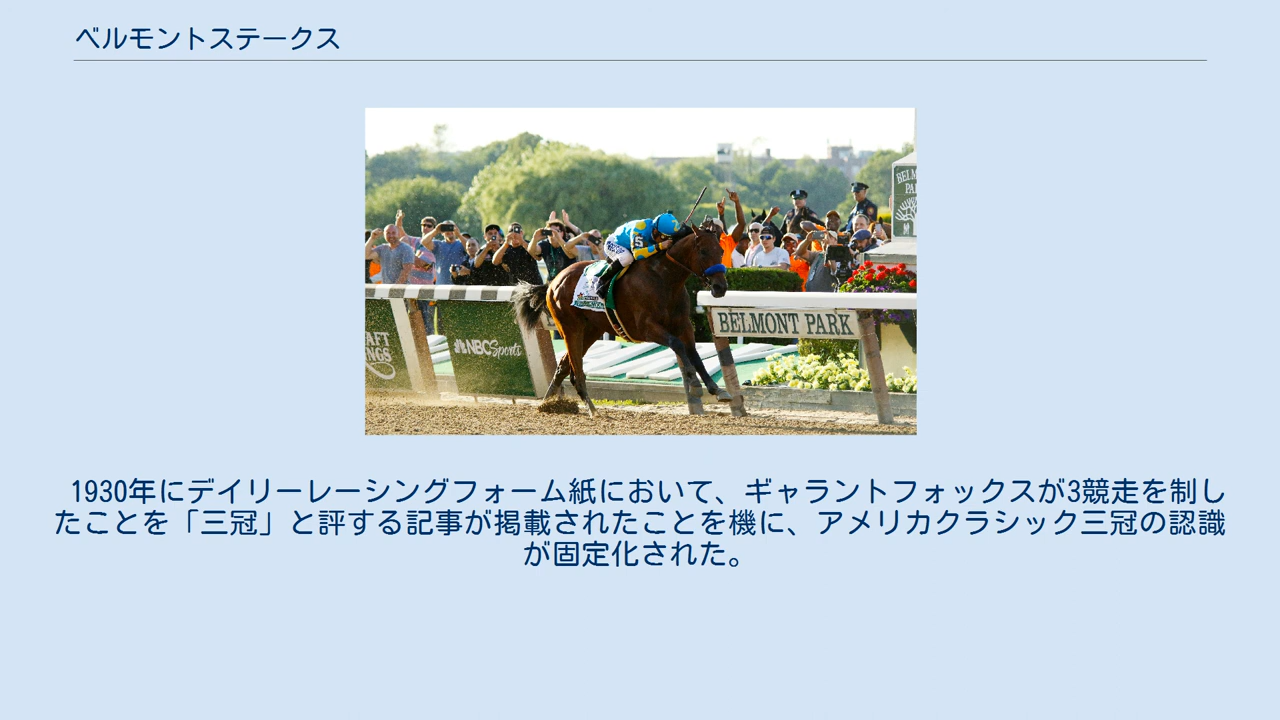 ベルモントステークス
BELM
PA
BELMONT PARK
AFT
NGS
NBC Sports
5
1930年にデイリーレーシングフォーム紙において、ギャラントフォックスが3競走を制し
たことを「三冠」と評する記事が掲載されたことを機に、アメリカクラシック三冠の認識
が固定化された。